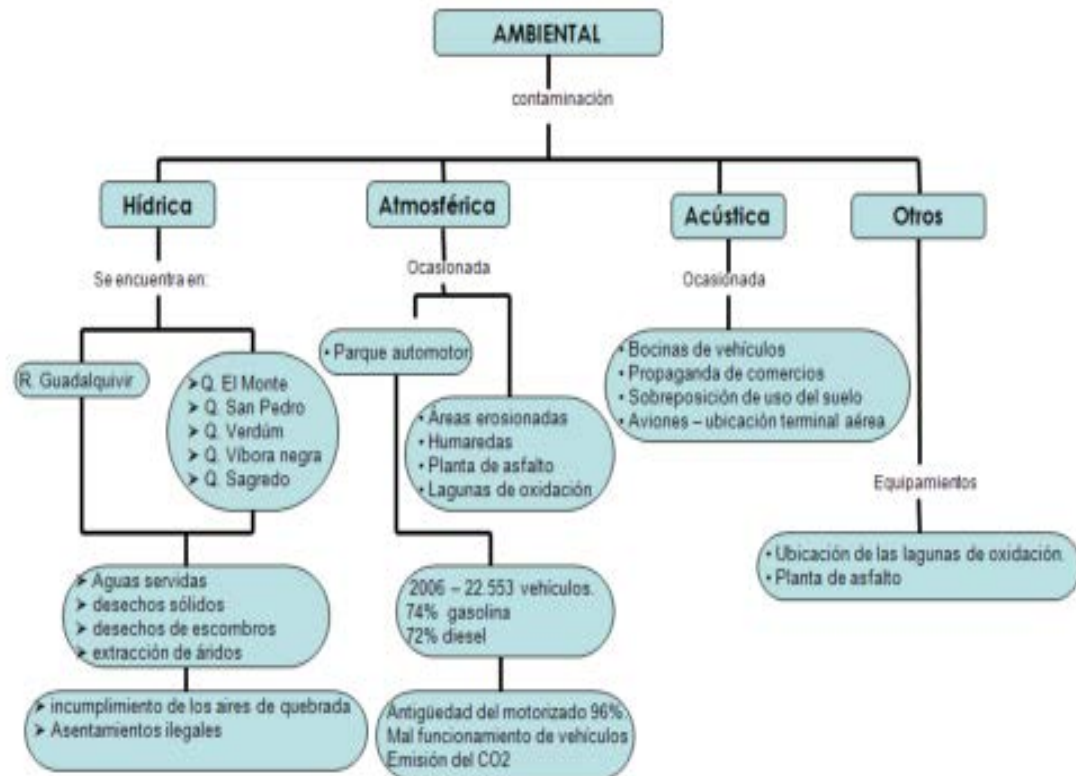 AMBIENTAL
contaminación
Hídrica
Atmosférica
Acústica
Otros
Se encuentra en:
Ocasionada
Ocasionada
R. Guadalquivir
➤ Q. El Monte
➤ Q. San Pedro
➤ Q. Verdúm
➤ Q. Víbora negra
➤ Q. Sagredo
• Parque automotor
• Áreas erosionadas
• Humaredas
• Planta de asfalto
• Lagunas de oxidación
• Bocinas de vehículos
• Propaganda de comercios
• Sobreposición de uso del suelo
• Aviones – ubicación terminal aérea
Equipamientos
• Ubicación de las lagunas de oxidación.
• Planta de asfalto
➤ Aguas servidas
➤ desechos sólidos
➤ desechos de escombros
➤ extracción de áridos
➤ incumplimiento de los aires de quebrada
➤ Asentamientos ilegales
2006 – 22.553 vehículos.
74% gasolina
72% diesel
Antigüedad del motorizado 96%.
Mal funcionamiento de vehículos
Emisión del CO2